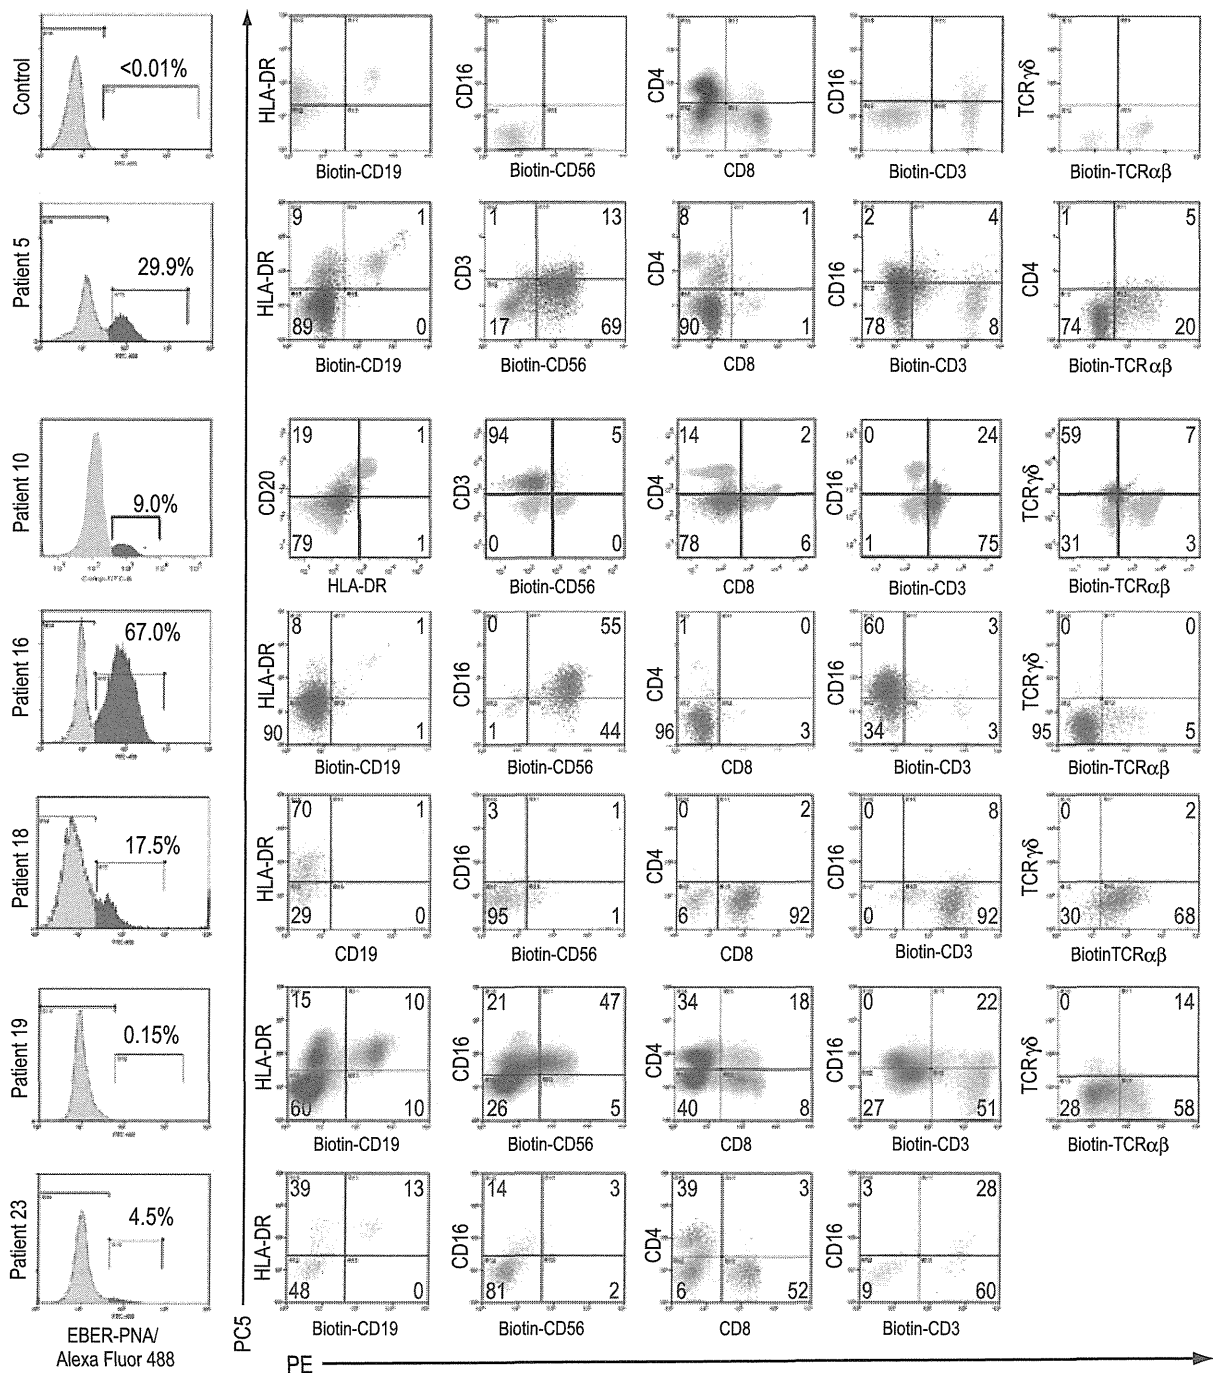 Control
<0.01%
HLA-DR
Biotin-CD19
CD16
Biotin-CD56
CD4
CD8
CD16
Biotin-CD3
TCRγδ
Biotin-TCRαβ
Patient 5
29.9%
HLA-DR
9 1
89 0
Biotin-CD19
CD3
1 13
17 69
Biotin-CD56
CD4
8 1
90 1
CD8
CD16
2 4
78 8
Biotin-CD3
CD4
1 5
74 20
Biotin-TCRαβ
Patient 10
9.0%
CD20
19 1
79 1
HLA-DR
CD3
94 5
0 0
Biotin-CD56
CD4
14 2
78 6
CD8
CD16
0 24
1 75
Biotin-CD3
TCRγδ
59 7
31 3
Biotin-TCRαβ
Patient 16
67.0%
HLA-DR
8 1
90 1
Biotin-CD19
CD16
0 55
1 44
Biotin-CD56
CD4
1 0
96 3
CD8
CD16
60 3
34 3
Biotin-CD3
TCRγδ
0 0
95 5
Biotin-TCRαβ
Patient 18
17.5%
HLA-DR
70 1
29 0
CD19
CD16
3 1
95 1
Biotin-CD56
CD4
0 2
6 92
CD8
CD16
0 8
0 92
Biotin-CD3
TCRγδ
0 2
30 68
BiotinTCRαβ
Patient 19
0.15%
HLA-DR
15 10
60 10
Biotin-CD19
CD16
21 47
26 5
Biotin-CD56
CD4
34 18
40 8
CD8
CD16
0 22
27 51
Biotin-CD3
TCRγδ
0 14
28 58
Biotin-TCRαβ
Patient 23
4.5%
HLA-DR
39 13
48 0
Biotin-CD19
CD16
14 3
81 2
Biotin-CD56
CD4
39 3
6 52
CD8
CD16
3 28
9 60
Biotin-CD3
EBER-PNA/
Alexa Fluor 488
PC5
PE